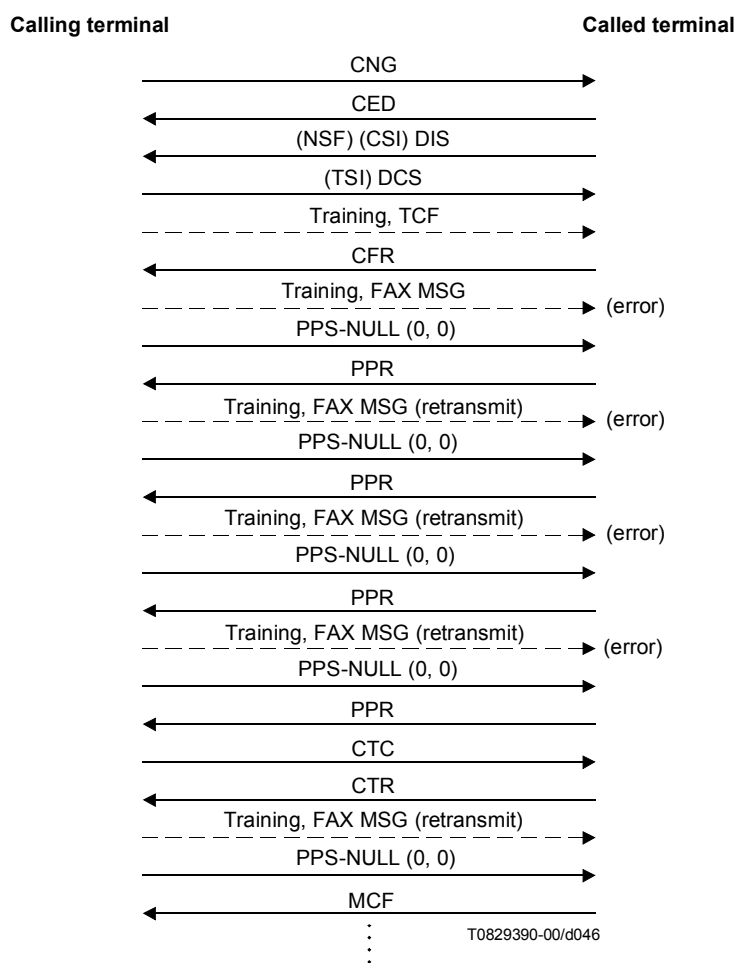 Calling terminal Called terminal
CNG
CED
(NSF) (CSI) DIS
(TSI) DCS
Training, TCF
CFR
Training, FAX MSG (error)
PPS-NULL (0, 0)
PPR
Training, FAX MSG (retransmit) (error)
PPS-NULL (0, 0)
PPR
Training, FAX MSG (retransmit) (error)
PPS-NULL (0, 0)
PPR
Training, FAX MSG (retransmit) (error)
PPS-NULL (0, 0)
PPR
CTC
CTR
Training, FAX MSG (retransmit)
PPS-NULL (0, 0)
MCF
T0829390-00/d046